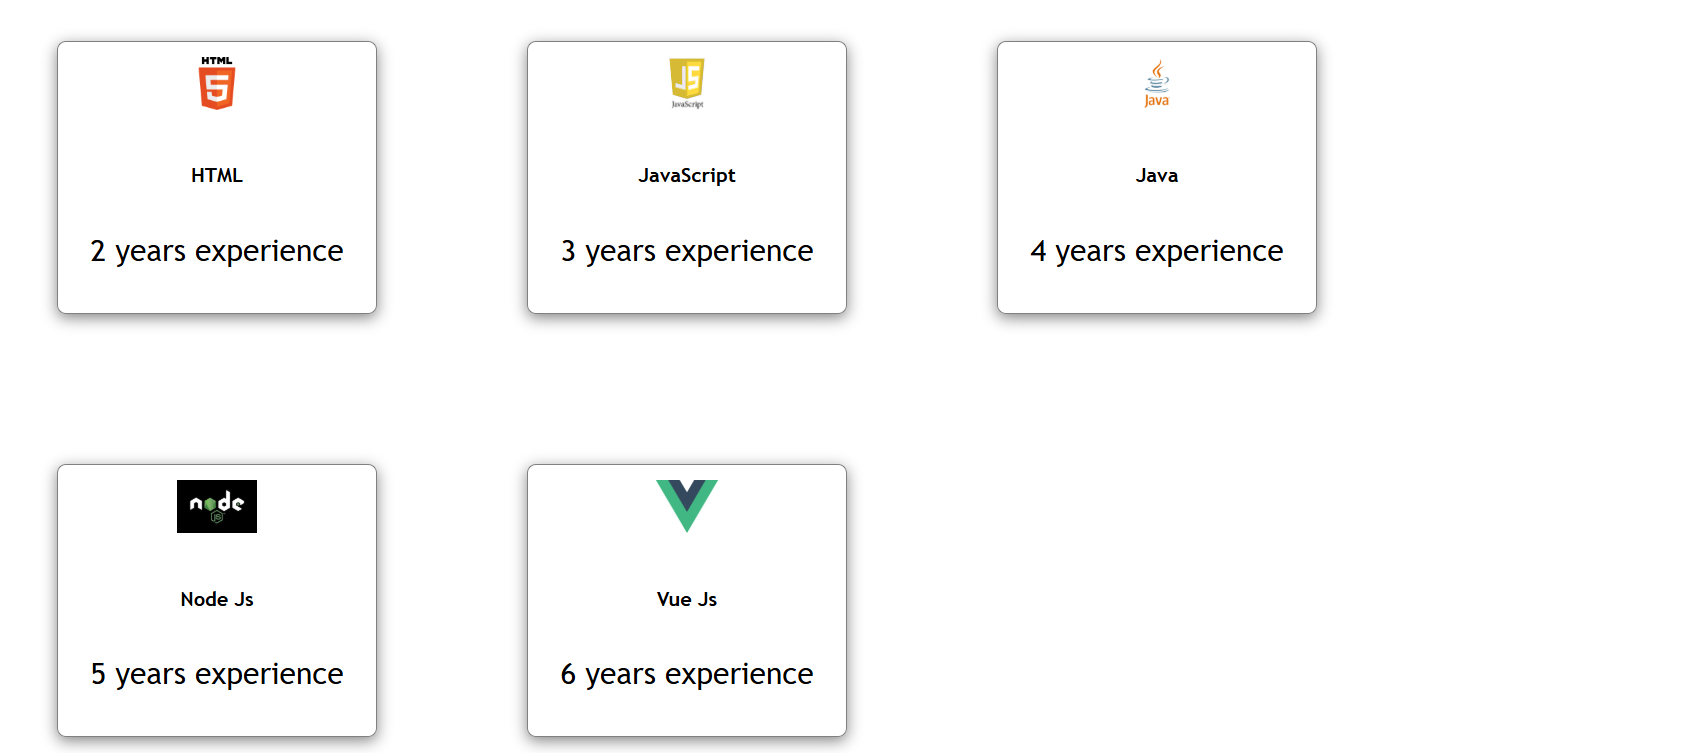 HTML
5
HTML
2 years experience
JS
JavaScript
JavaScript
3 years experience
Java
Java
4 years experience
node
JS
Node Js
5 years experience
Vue Js
6 years experience